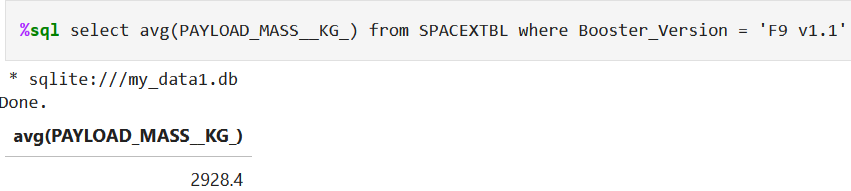 %sql select avg(PAYLOAD_MASS__KG_) from SPACEXTBL where Booster_Version = 'F9 v1.1'
* sqlite:///my_data1.db
Done.
avg(PAYLOAD_MASS__KG_)
2928.4